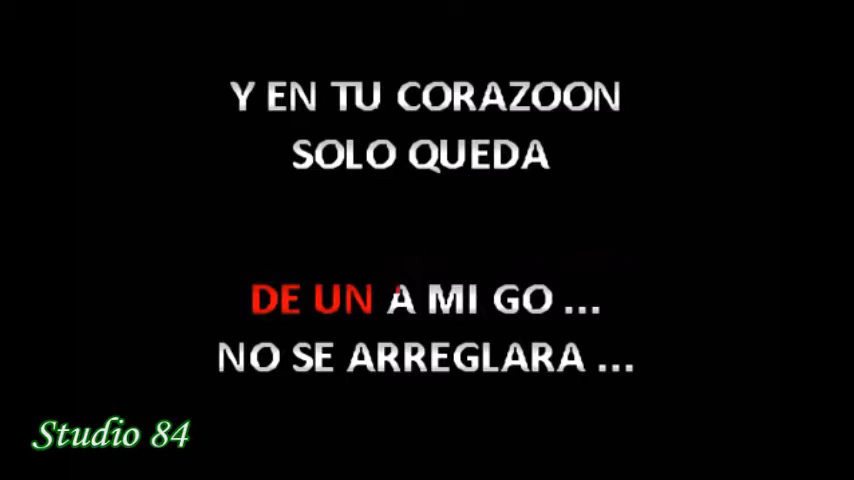 Y EN TU CORAZOON
SOLO QUEDA
DE UN A MI GO ...
NO SE ARREGLARA ...
Studio 84